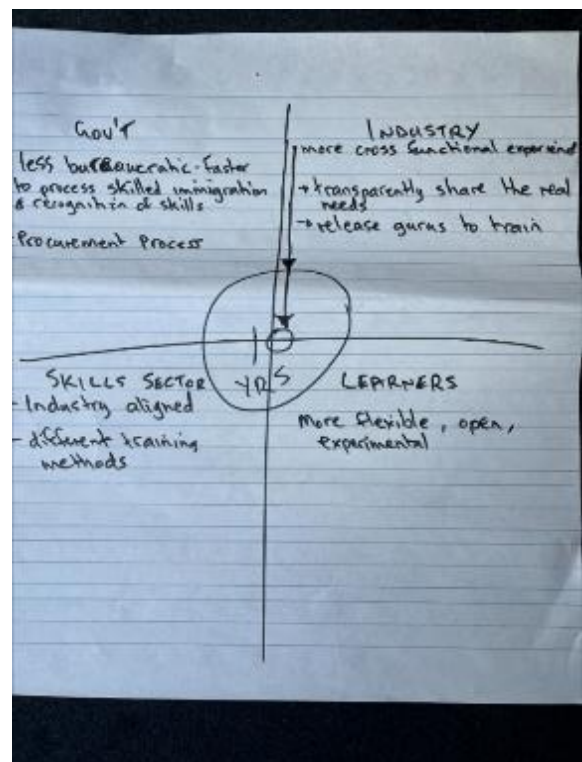 Gov'T
less bureaucratic - faster
to process skilled immigration
& recognition of skills
- Procurement Process
INDUSTRY
more cross functional
→ transparently share the real
needs
→ release gurus to train
SKILLS SECTOR
- Industry aligned
- different training
methods
YRS
LEARNERS
More flexible, open,
experimental